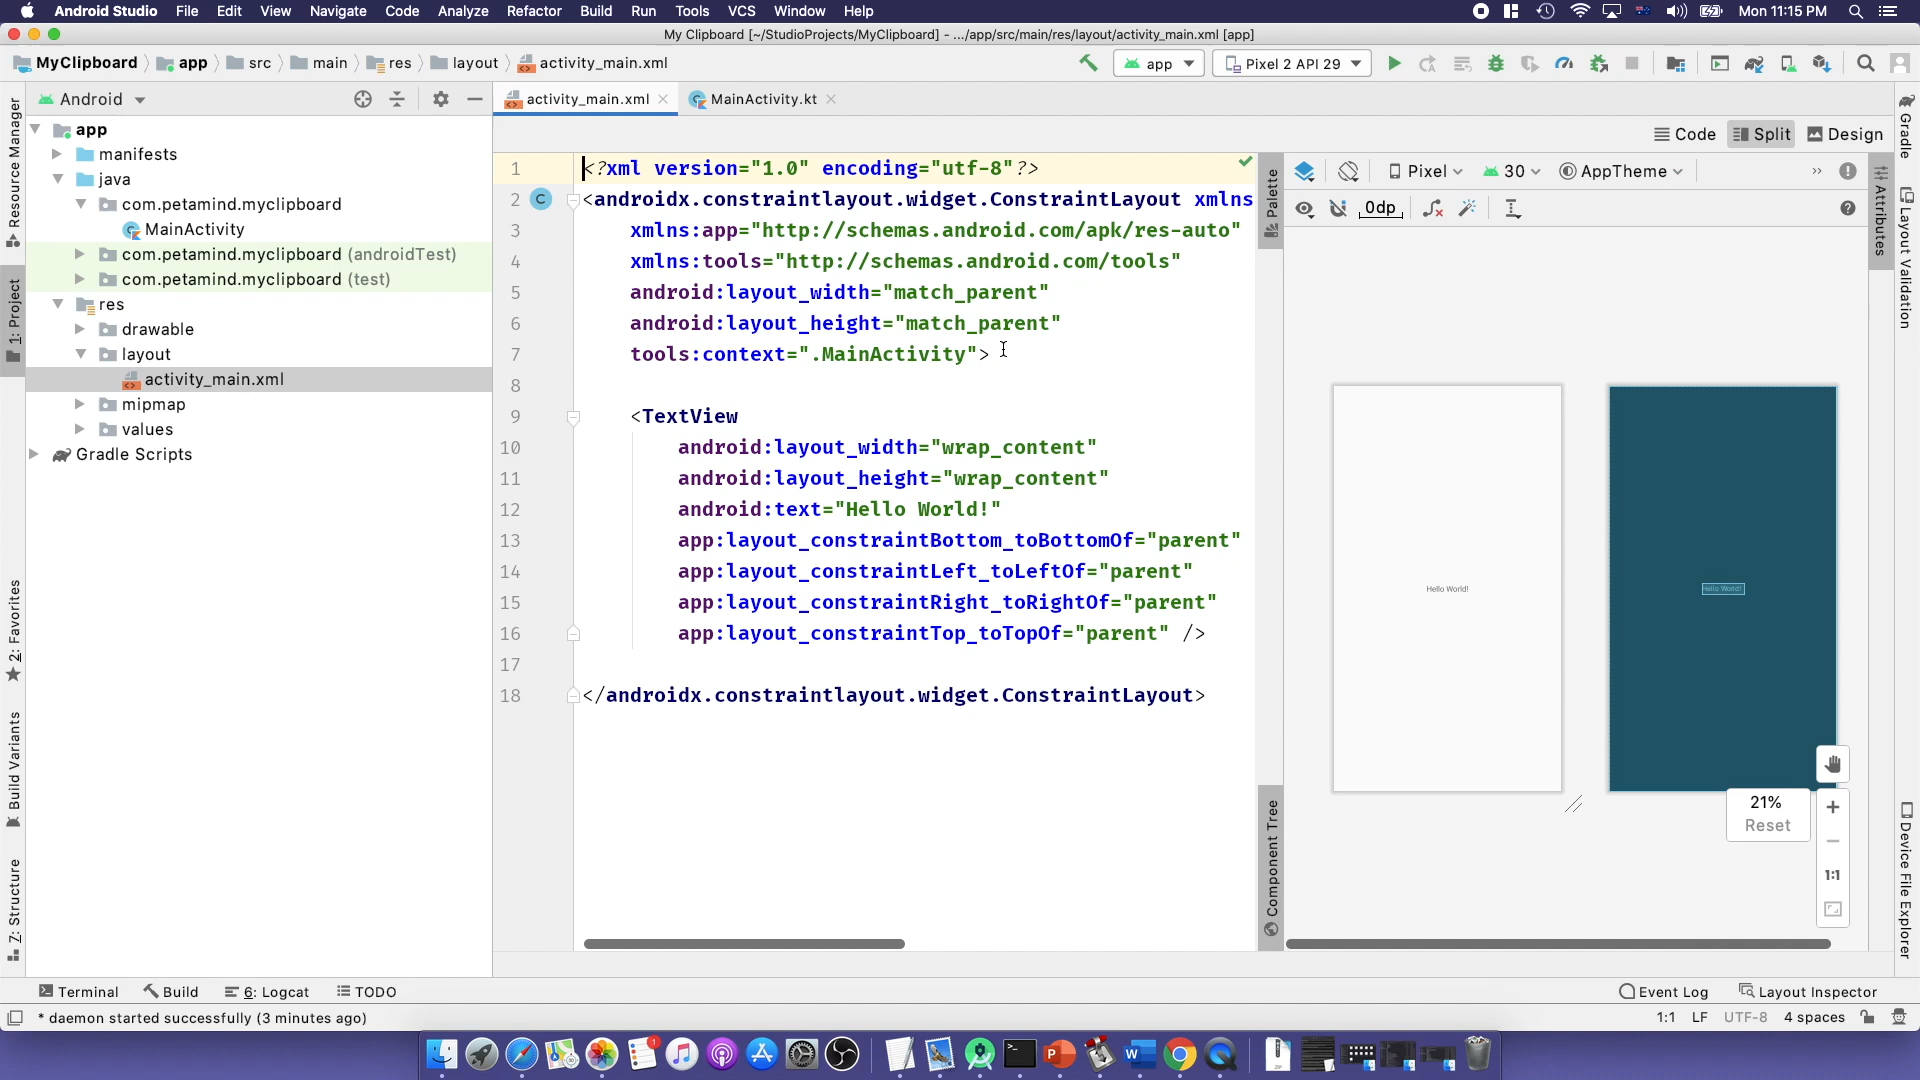 Android Studio File Edit View Navigate Code Analyze Refactor Build Run Tools VCS Window Help Mon 11:15 PM
My Clipboard [~/StudioProjects/MyClipboard] - .../app/src/main/res/layout/activity_main.xml [app]
MyClipboard app src main res layout activity_main.xml app Pixel 2 API 29
Android activity_main.xml MainActivity.kt
Code Split Design
Resource Manager
1: Project
2: Favorites
Build Variants
Z: Structure
app
manifests
java
com.petamind.myclipboard
MainActivity
com.petamind.myclipboard (androidTest)
com.petamind.myclipboard (test)
res
drawable
layout
activity_main.xml
mipmap
values
Gradle Scripts
1 <?xml version="1.0" encoding="utf-8"?>
2 C <androidx.constraintlayout.widget.ConstraintLayout xmlns
3 xmlns:app="http://schemas.android.com/apk/res-auto"
4 xmlns:tools="http://schemas.android.com/tools"
5 android:layout_width="match_parent"
6 android:layout_height="match_parent"
7 tools:context=".MainActivity">
8
9 <TextView
10 android:layout_width="wrap_content"
11 android:layout_height="wrap_content"
12 android:text="Hello World!"
13 app:layout_constraintBottom_toBottomOf="parent"
14 app:layout_constraintLeft_toLeftOf="parent"
15 app:layout_constraintRight_toRightOf="parent"
16 app:layout_constraintTop_toTopOf="parent" />
17
18 </androidx.constraintlayout.widget.ConstraintLayout>
Palette
Component Tree
Pixel 30 AppTheme
0dp
Hello World!
Hello World!
21%
Reset
1:1
Attributes
Gradle
Layout Validation
Device File Explorer
Terminal Build 6: Logcat TODO Event Log Layout Inspector
* daemon started successfully (3 minutes ago) 1:1 LF UTF-8 4 spaces
1